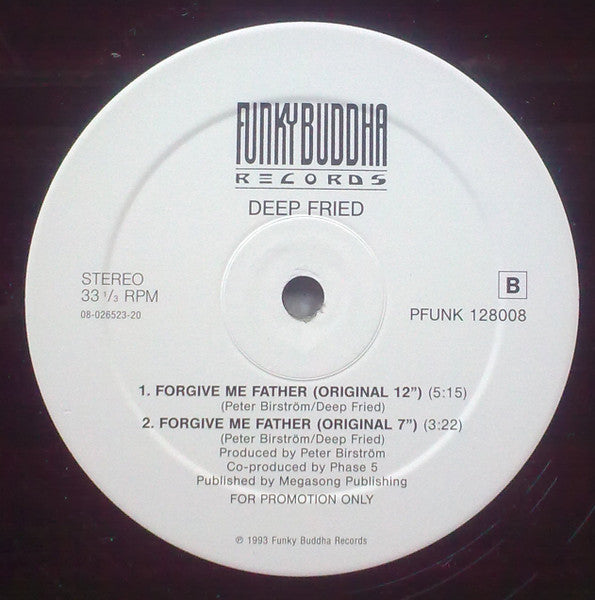 FUNKY BUDDHA
RECORDS
DEEP FRIED
STEREO
33 1/3 RPM
08-026523-20
B
PFUNK 128008
1. FORGIVE ME FATHER (ORIGINAL 12") (5:15)
(Peter Birström/Deep Fried)
2. FORGIVE ME FATHER (ORIGINAL 7") (3:22)
(Peter Birström/Deep Fried)
Produced by Peter Birström
Co-produced by Phase 5
Published by Megasong Publishing
FOR PROMOTION ONLY
℗ 1993 Funky Buddha Records